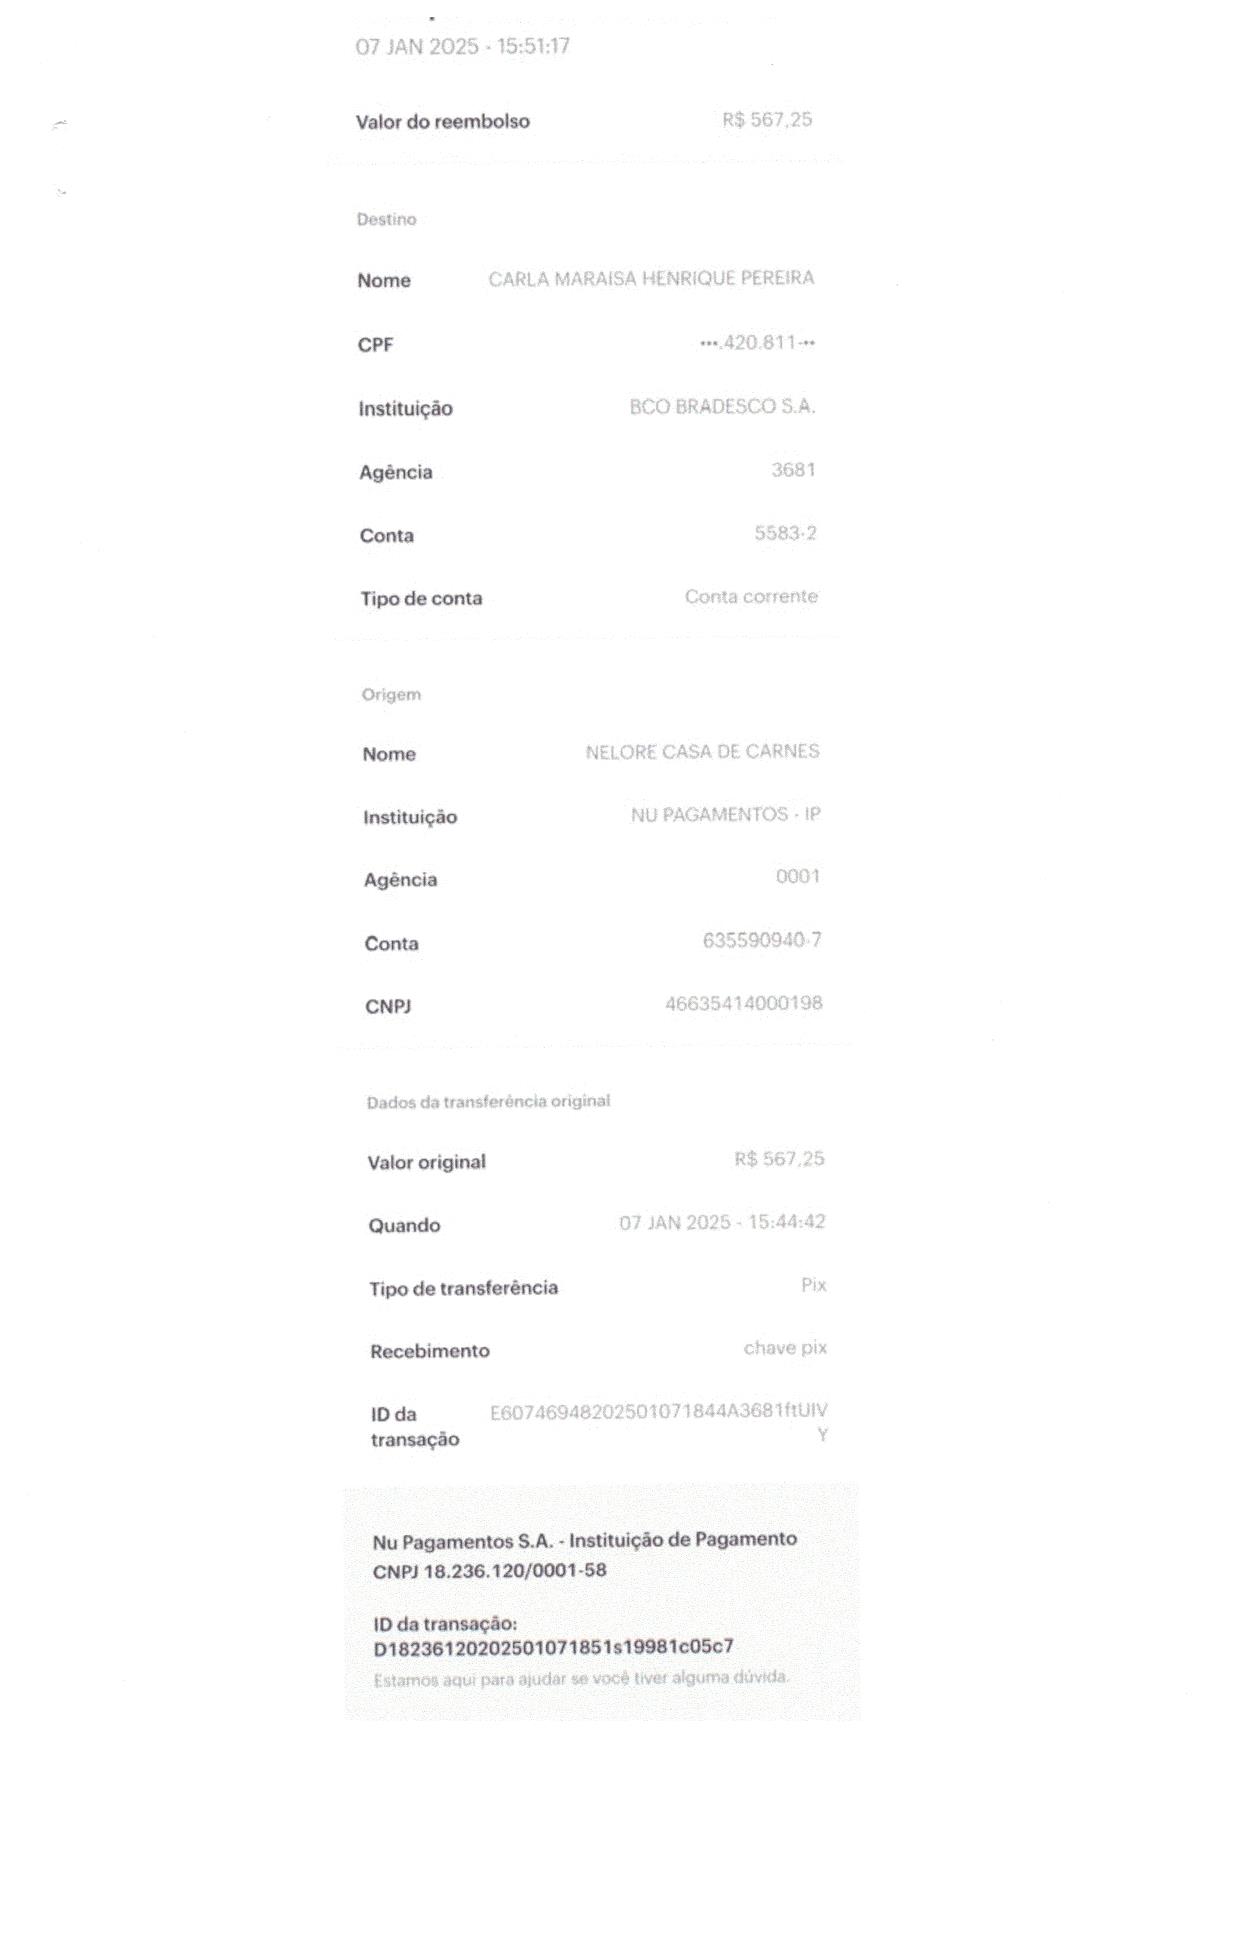 07 JAN 2025 - 15:51:17
Valor do reembolso R$ 567,25
Destino
Nome CARLA MARAISA HENRIQUE PEREIRA
CPF •••.420.811-••
Instituição BCO BRADESCO S.A.
Agência 3681
Conta 5583-2
Tipo de conta Conta corrente
Origem
Nome NELORE CASA DE CARNES
Instituição NU PAGAMENTOS - IP
Agência 0001
Conta 635590940-7
CNPJ 46635414000198
Dados da transferência original
Valor original R$ 567,25
Quando 07 JAN 2025 - 15:44:42
Tipo de transferência Pix
Recebimento chave pix
ID da E60746948202501071844A3681ftUIV
transação Y
Nu Pagamentos S.A. - Instituição de Pagamento
CNPJ 18.236.120/0001-58
ID da transação:
D18236120202501071851s19981c05c7
Estamos aqui para ajudar se você tiver alguma dúvida.